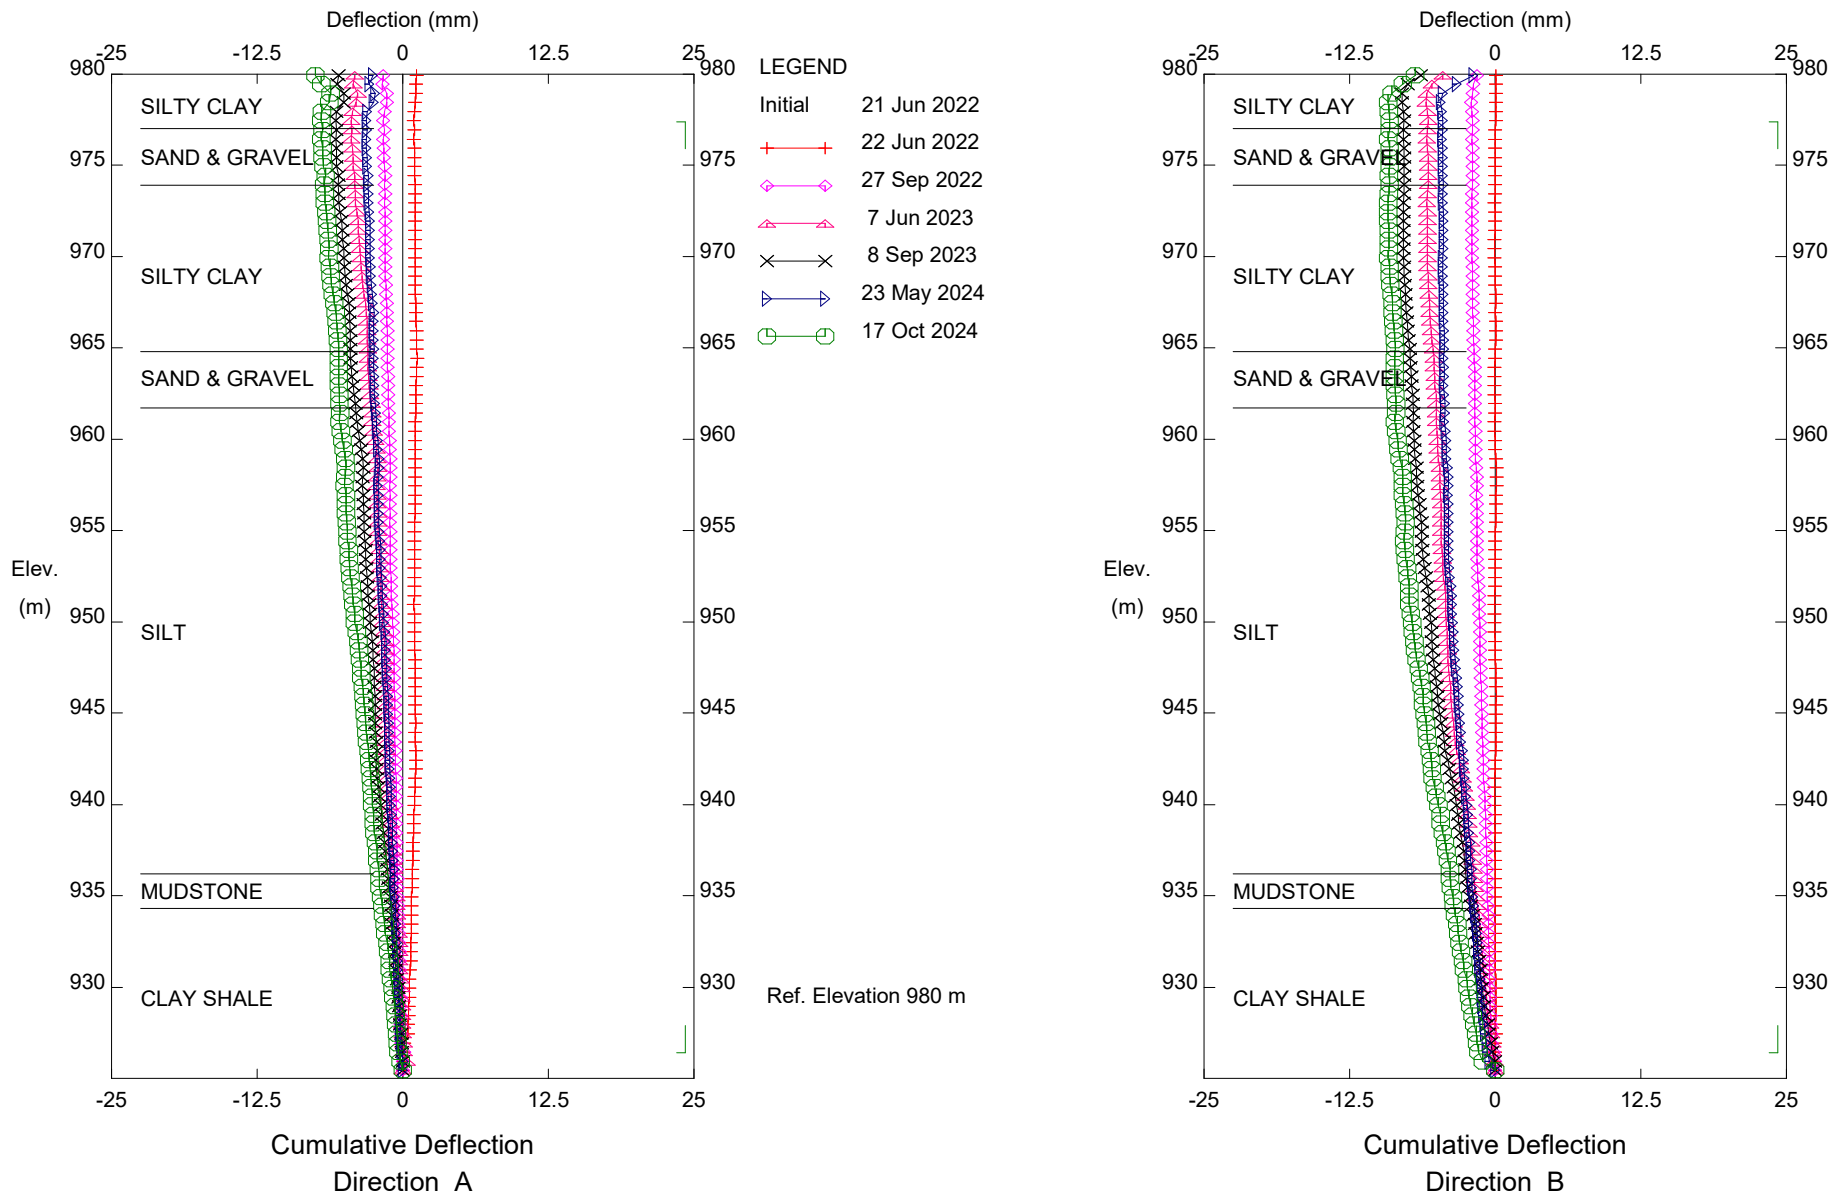 Deflection (mm)
-25 -12.5 0 12.5 25
980 980
SILTY CLAY
975 SAND & GRAVEL 975
970 970
SILTY CLAY
965 965
SAND & GRAVEL
960 960
955 955
Elev.
(m)
950 SILT 950
945 945
940 940
935 MUDSTONE 935
930 930
CLAY SHALE
-25 -12.5 0 12.5 25
Cumulative Deflection
Direction A
LEGEND
Initial 21 Jun 2022
22 Jun 2022
27 Sep 2022
7 Jun 2023
8 Sep 2023
23 May 2024
17 Oct 2024
Ref. Elevation 980 m
Deflection (mm)
-25 -12.5 0 12.5 25
980 980
SILTY CLAY
975 SAND & GRAVEL 975
970 970
SILTY CLAY
965 965
SAND & GRAVEL
960 960
955 955
Elev.
(m)
950 SILT 950
945 945
940 940
935 MUDSTONE 935
930 930
CLAY SHALE
-25 -12.5 0 12.5 25
Cumulative Deflection
Direction B